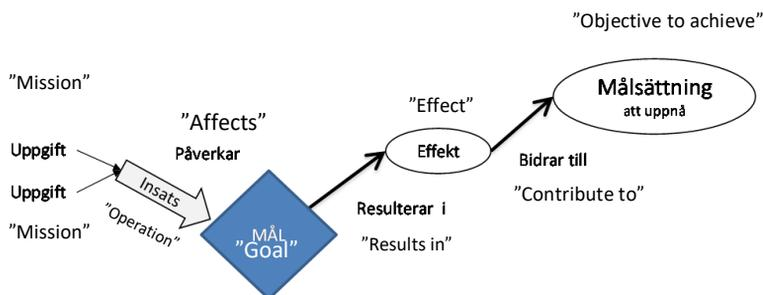 ”Objective to achieve”
Målsättning
att uppnå
”Mission”
”Effect”
”Affects”
Påverkar
Uppgift
Effekt
Bidrar till
Insats
Uppgift
”Contribute to”
Resulterar i
”Operation”
”Mission”
MÅL
”Goal”
”Results in”